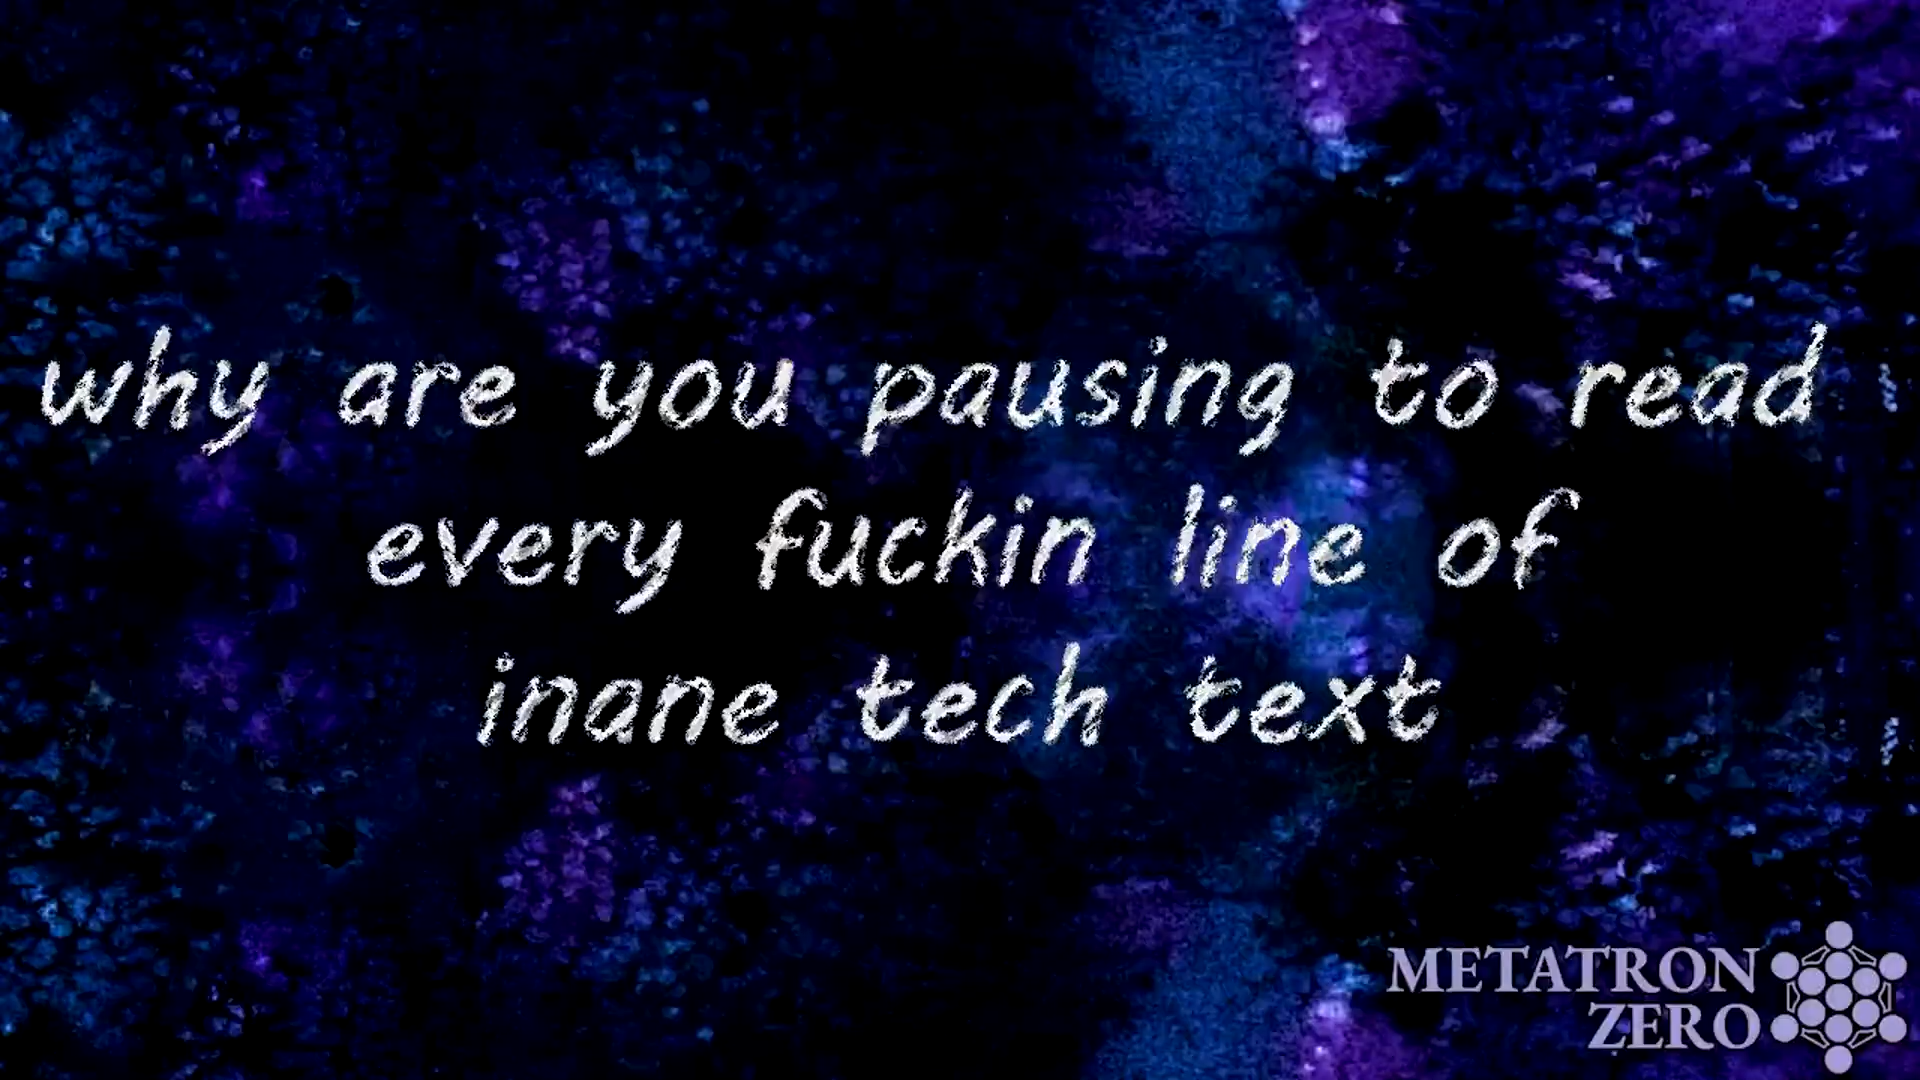 why are you pausing to read
every fuckin line of
inane tech text
METATRON
ZERO